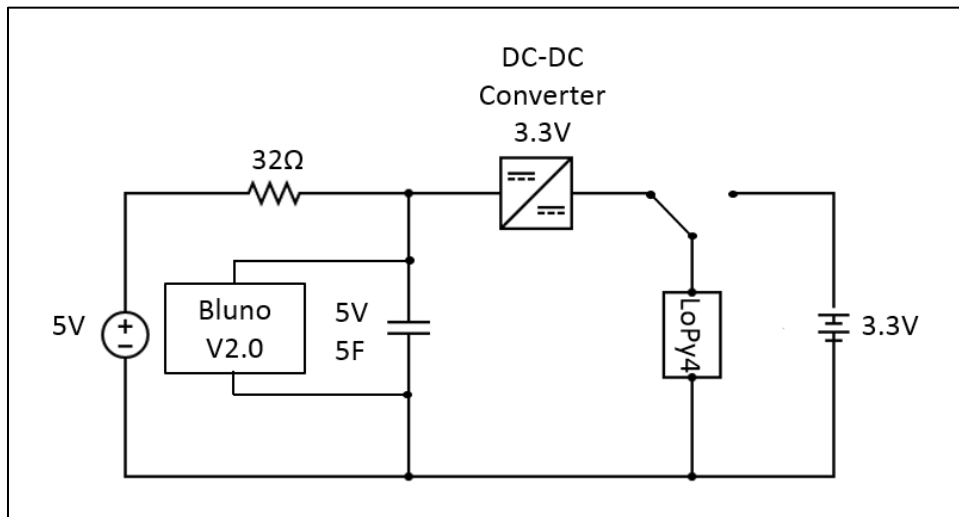 DC-DC
Converter
3.3V
32Ω
5V
+
−
Bluno
V2.0
5V
5F
LoPy4
3.3V